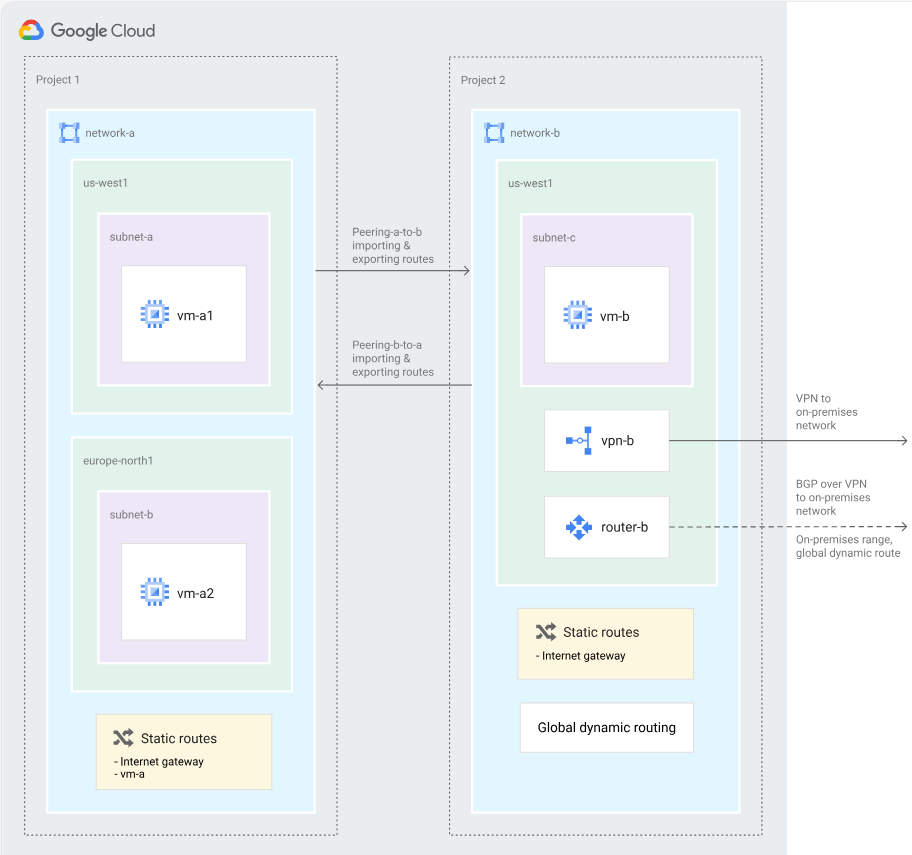 Google Cloud
Project 1
network-a
us-west1
subnet-a
vm-a1
europe-north1
subnet-b
vm-a2
Static routes
- Internet gateway
- vm-a
Peering-a-to-b
importing &
exporting routes
Peering-b-to-a
importing &
exporting routes
Project 2
network-b
us-west1
subnet-c
vm-b
vpn-b
router-b
Static routes
- Internet gateway
Global dynamic routing
VPN to
on-premises
network
BGP over VPN
to on-premises
network
On-premises range,
global dynamic route